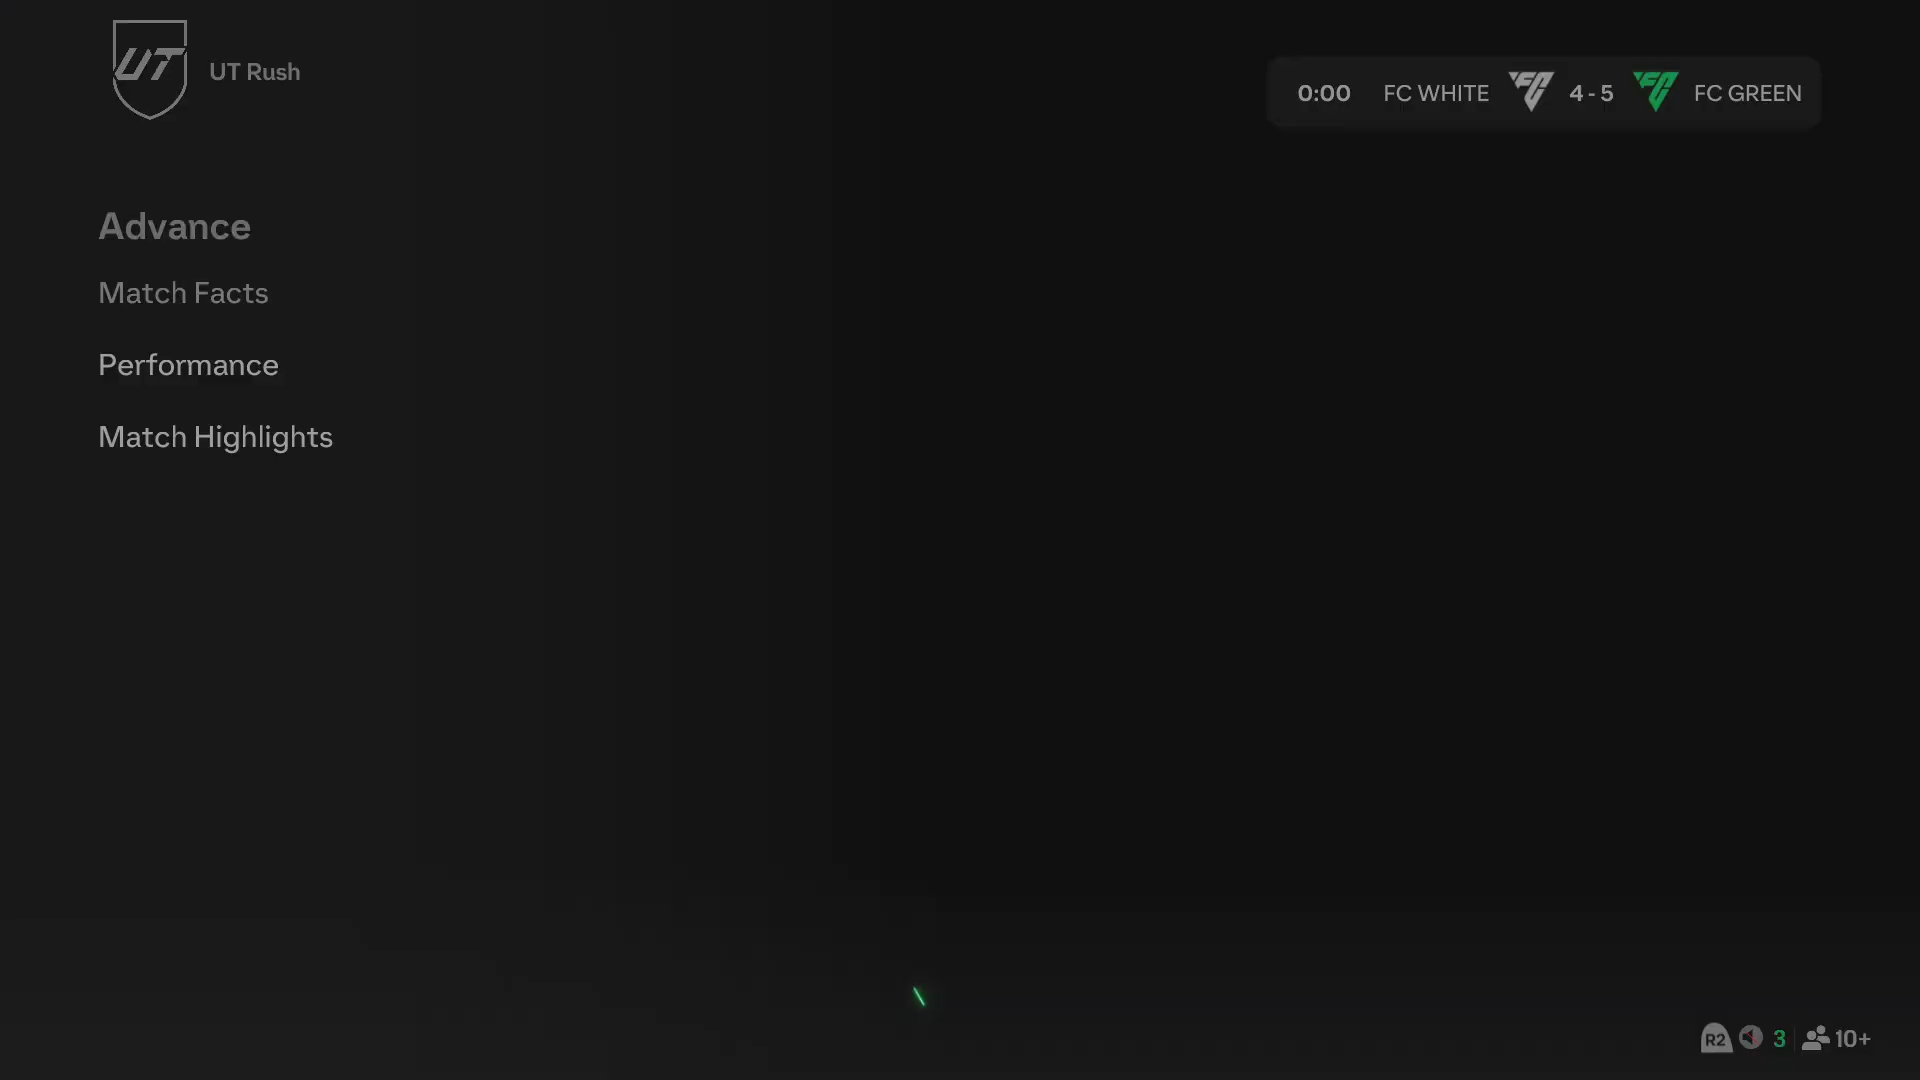 UT UT Rush
0:00 FC WHITE 4 - 5 FC GREEN
Advance
Match Facts
Performance
Match Highlights
R2 3 10+